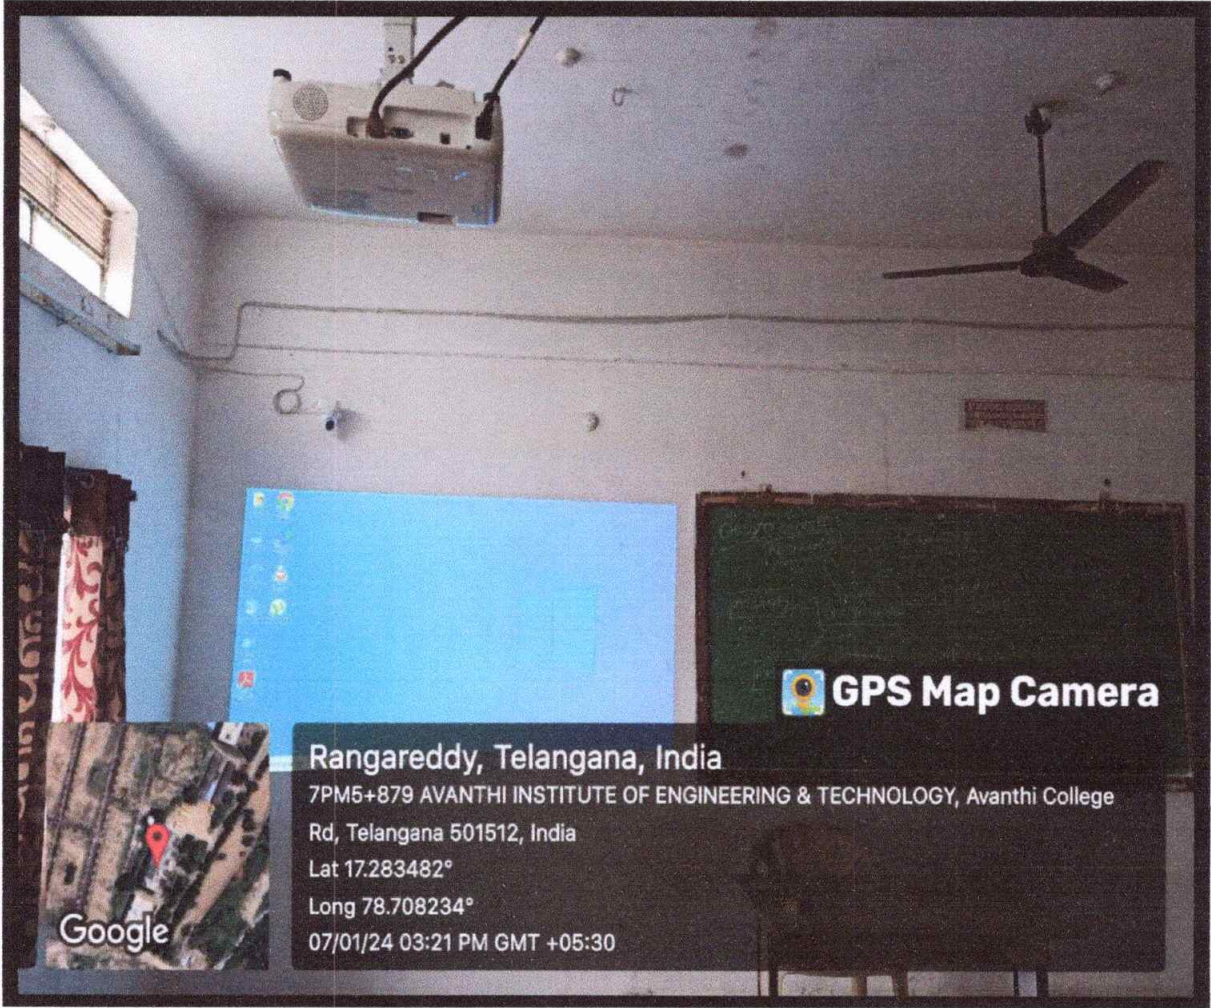 GPS Map Camera
Rangareddy, Telangana, India
7PM5+879 AVANTHI INSTITUTE OF ENGINEERING & TECHNOLOGY, Avanthi College
Rd, Telangana 501512, India
Lat 17.283482°
Long 78.708234°
07/01/24 03:21 PM GMT +05:30
Google